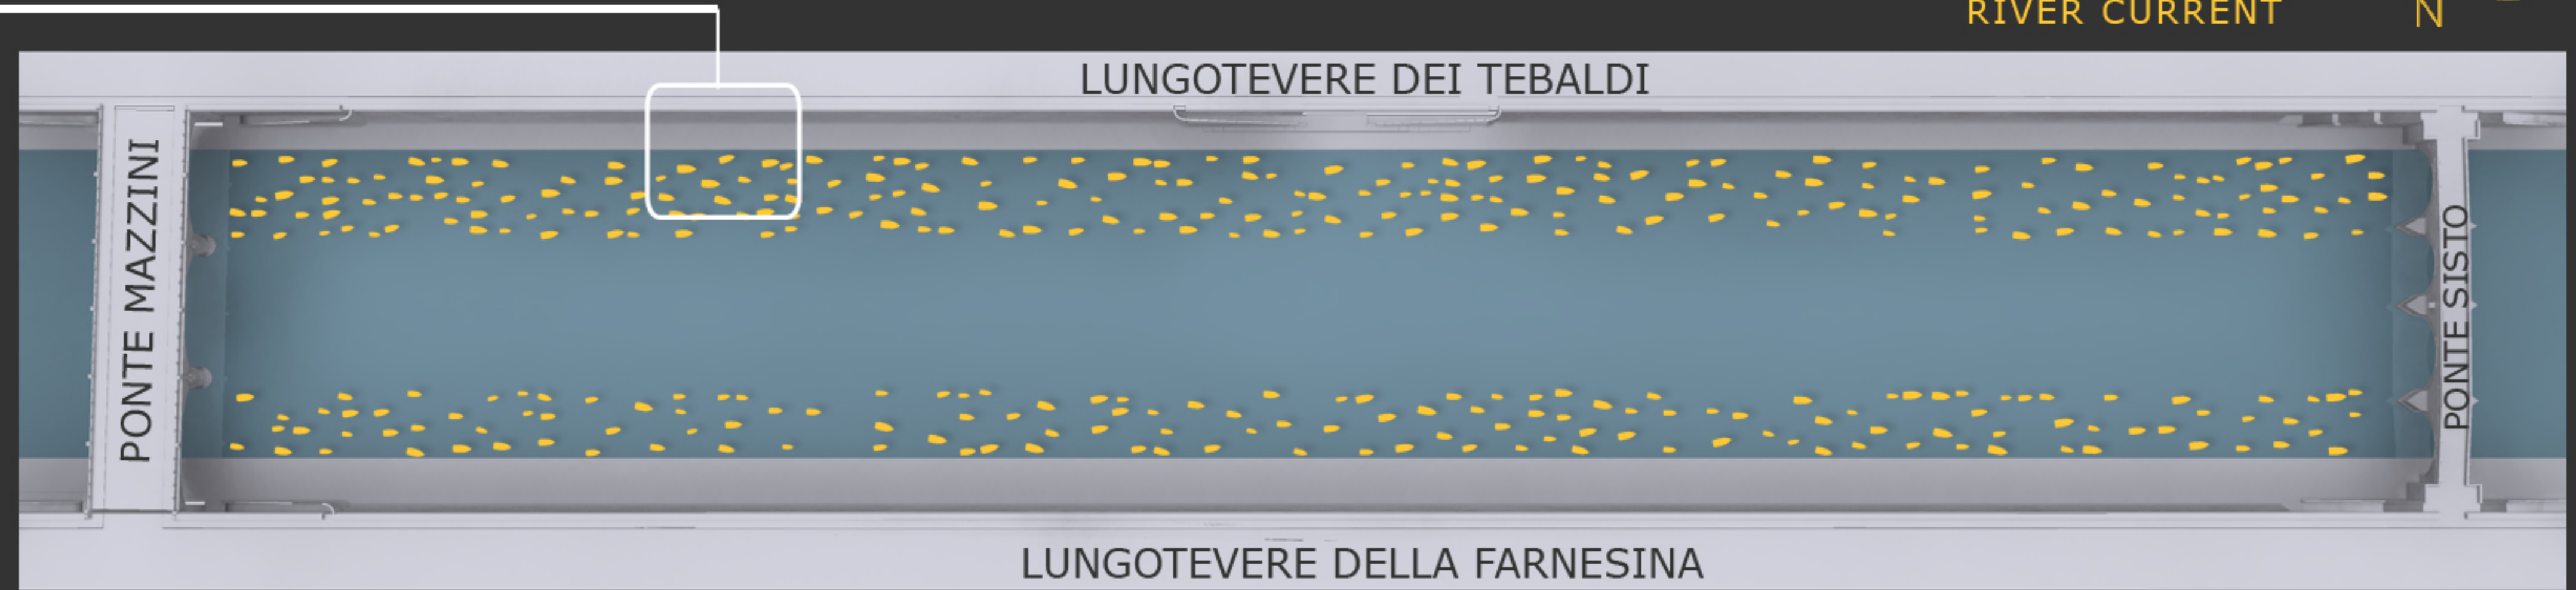 RIVER CURRENT
N
LUNGOTEVERE DEI TEBALDI
PONTE MAZZINI
PONTE SISTO
LUNGOTEVERE DELLA FARNESINA